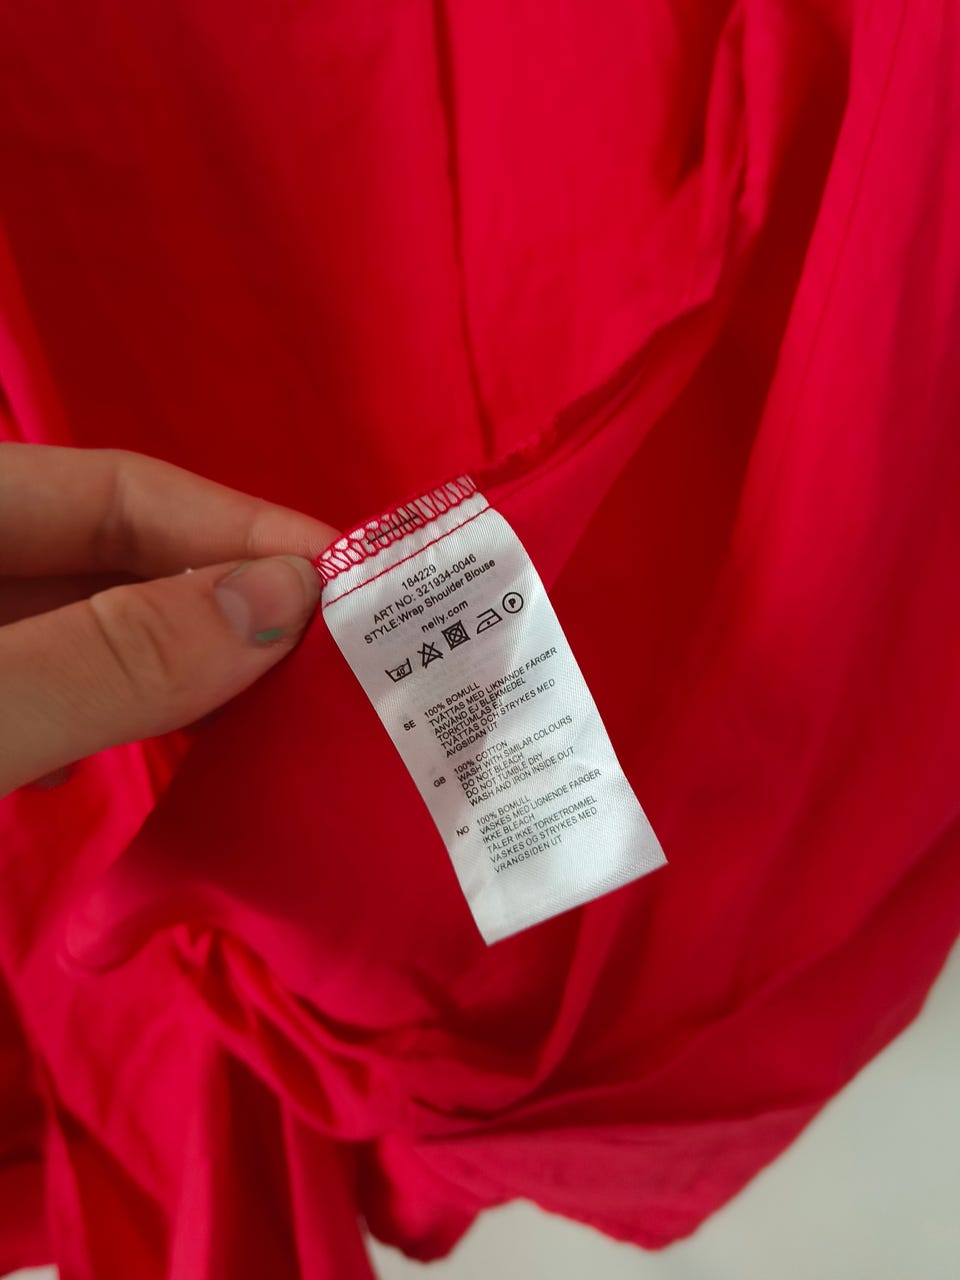 184229
ART NO: 321934-0046
STYLE:Wrap Shoulder Blouse
nelly.com
40 P
SE 100% BOMULL
TVÄTTAS MED LIKNANDE FÄRGER
ANVÄND EJ BLEKMEDEL
TORKTUMLAS EJ
TVÄTTAS OCH STRYKES MED
AVIGSIDAN UT
GB 100% COTTON
WASH WITH SIMILAR COLOURS
DO NOT BLEACH
DO NOT TUMBLE DRY
WASH AND IRON INSIDE OUT
NO 100% BOMULL
VASKES MED LIGNENDE FARGER
IKKE BLEACH
TÅLER IKKE TORKETROMMEL
VASKES OG STRYKES MED
VRANGSIDEN UT